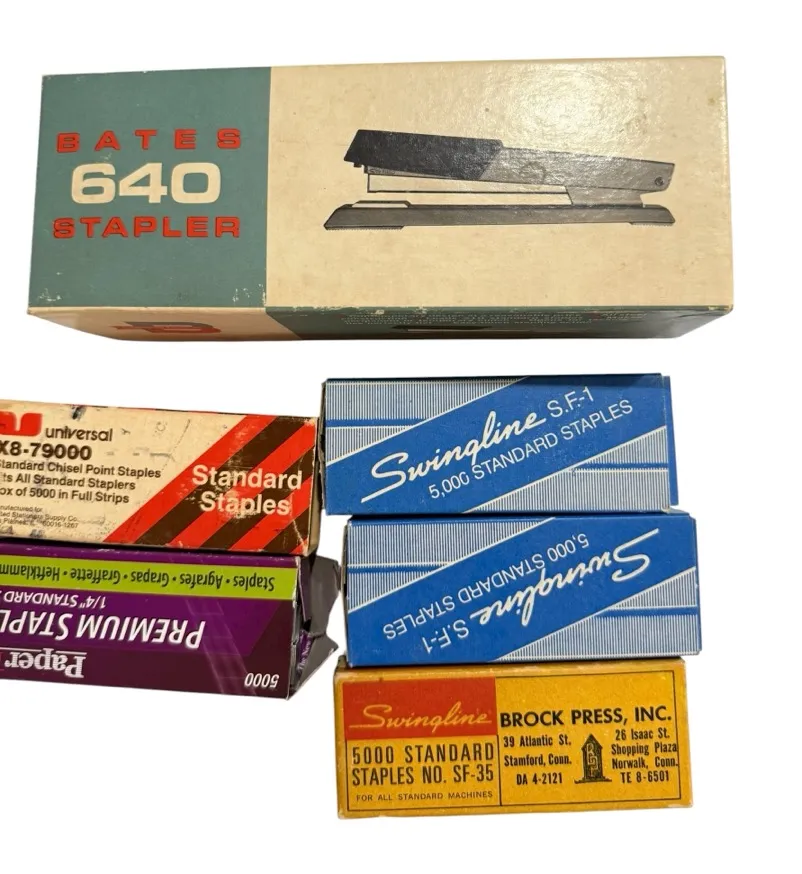 BATES
640
STAPLER
universal
X8-79000
Standard Chisel Point Staples
ts All Standard Staplers
ox of 5000 in Full Strips
Standard
Staples
Staples • Agrafes • Grapas • Graffette • Heftklamm
1/4" STANDARD
PREMIUM STAPL
Paper
5000
Swingline S.F-1
5,000 STANDARD STAPLES
Swingline S.F-1
5,000 STANDARD STAPLES
Swingline
5000 STANDARD
STAPLES NO. SF-35
FOR ALL STANDARD MACHINES
BROCK PRESS, INC.
39 Atlantic St.
Stamford, Conn.
DA 4-2121
26 Isaac St.
Shopping Plaza
Norwalk, Conn.
TE 8-6501